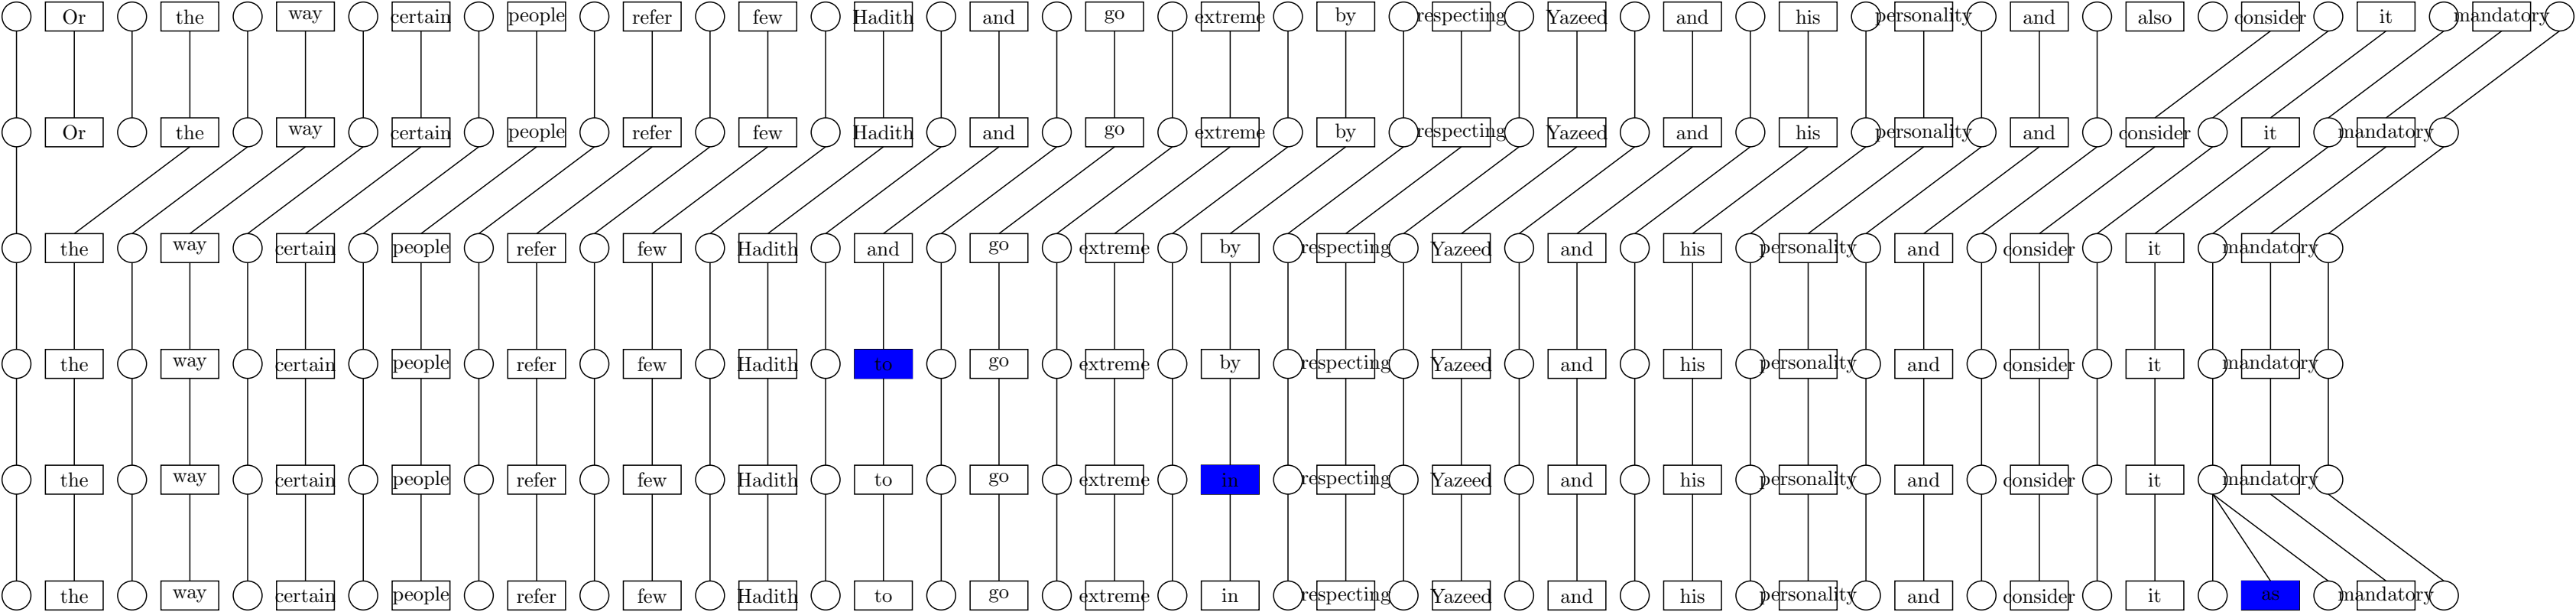 Or the way certain people refer few Hadith and go extreme by respecting Yazeed and his personality and also consider it mandatory
Or the way certain people refer few Hadith and go extreme by respecting Yazeed and his personality and consider it mandatory
the way certain people refer few Hadith and go extreme by respecting Yazeed and his personality and consider it mandatory
the way certain people refer few Hadith to go extreme by respecting Yazeed and his personality and consider it mandatory
the way certain people refer few Hadith to go extreme in respecting Yazeed and his personality and consider it mandatory
the way certain people refer few Hadith to go extreme in respecting Yazeed and his personality and consider it as mandatory